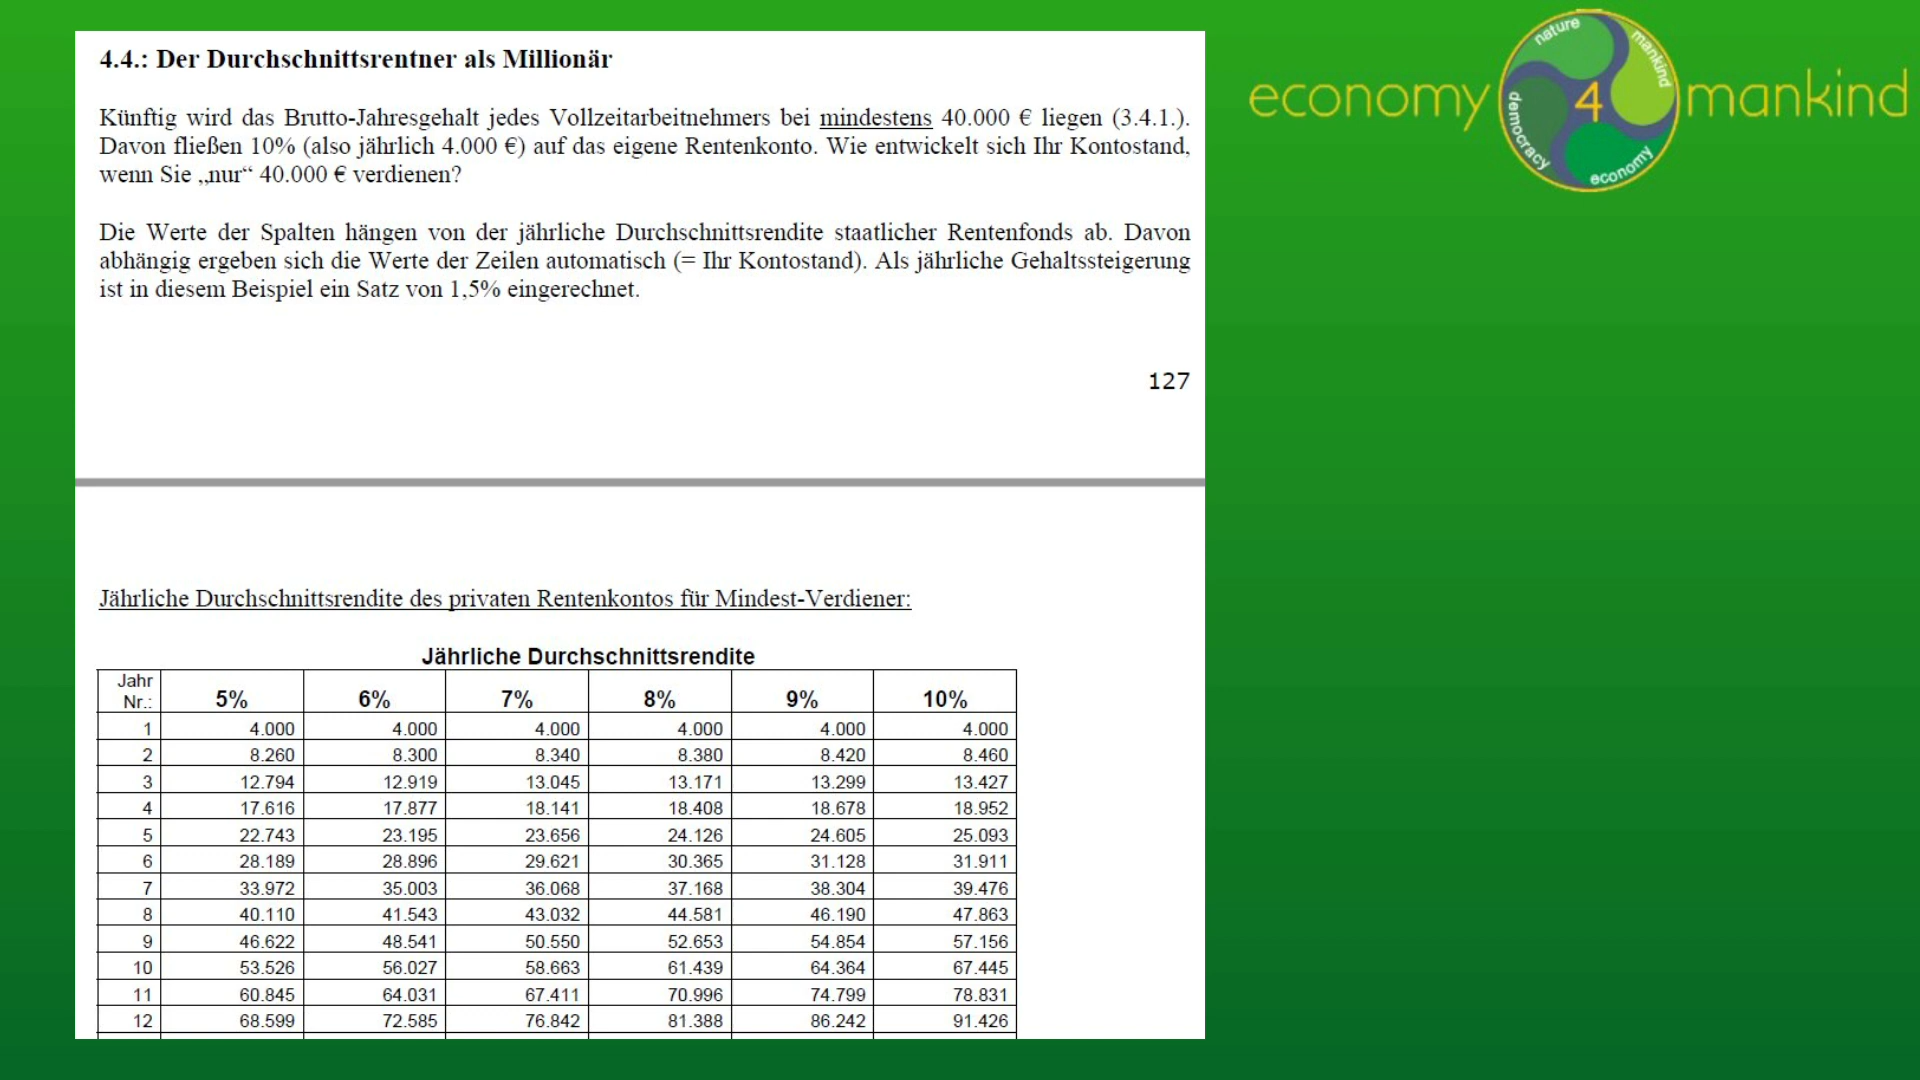 4.4.: Der Durchschnittsrentner als Millionär
Künftig wird das Brutto-Jahresgehalt jedes Vollzeitarbeitnehmers bei mindestens 40.000 € liegen (3.4.1.).
Davon fließen 10% (also jährlich 4.000 €) auf das eigene Rentenkonto. Wie entwickelt sich Ihr Kontostand,
wenn Sie „nur“ 40.000 € verdienen?
Die Werte der Spalten hängen von der jährliche Durchschnittsrendite staatlicher Rentenfonds ab. Davon
abhängig ergeben sich die Werte der Zeilen automatisch (= Ihr Kontostand). Als jährliche Gehaltssteigerung
ist in diesem Beispiel ein Satz von 1,5% eingerechnet.
127
Jährliche Durchschnittsrendite des privaten Rentenkontos für Mindest-Verdiener:
Jährliche Durchschnittsrendite
Jahr
Nr.: 5% 6% 7% 8% 9% 10%
1 4.000 4.000 4.000 4.000 4.000 4.000
2 8.260 8.300 8.340 8.380 8.420 8.460
3 12.794 12.919 13.045 13.171 13.299 13.427
4 17.616 17.877 18.141 18.408 18.678 18.952
5 22.743 23.195 23.656 24.126 24.605 25.093
6 28.189 28.896 29.621 30.365 31.128 31.911
7 33.972 35.003 36.068 37.168 38.304 39.476
8 40.110 41.543 43.032 44.581 46.190 47.863
9 46.622 48.541 50.550 52.653 54.854 57.156
10 53.526 56.027 58.663 61.439 64.364 67.445
11 60.845 64.031 67.411 70.996 74.799 78.831
12 68.599 72.585 76.842 81.388 86.242 91.426
economy 4 mankind
nature
mankind
democracy
economy